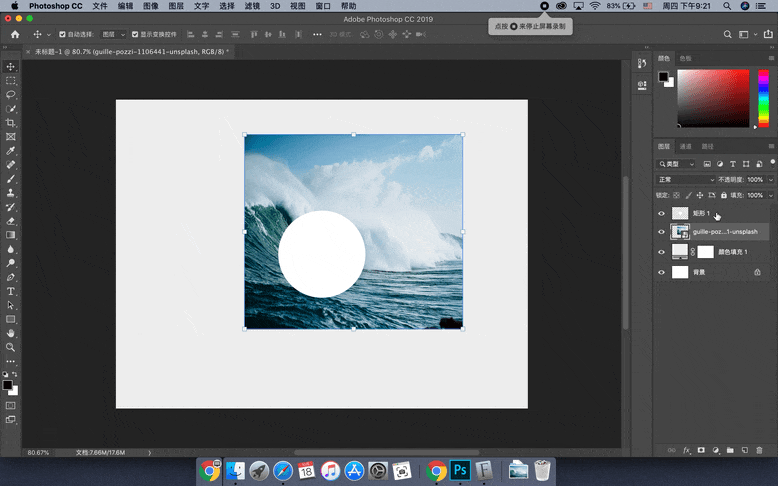 Photoshop CC 文件 编辑 图像 图层 文字 选择 滤镜 3D 视图 窗口 帮助 83% 周四 下午9:21
Adobe Photoshop CC 2019
点按 来停止屏幕录制
自动选择: 图层 显示变换控件 3D 模式:
未标题-1 @ 80.7% (guille-pozzi-1106441-unsplash, RGB/8) *
颜色 色板
图层 通道 路径
类型
正常 不透明度: 100%
锁定: 填充: 100%
矩形 1
guille-poz...1-unsplash
颜色填充 1
背景
80.67% 文档:7.66M/17.6M
18
Ps